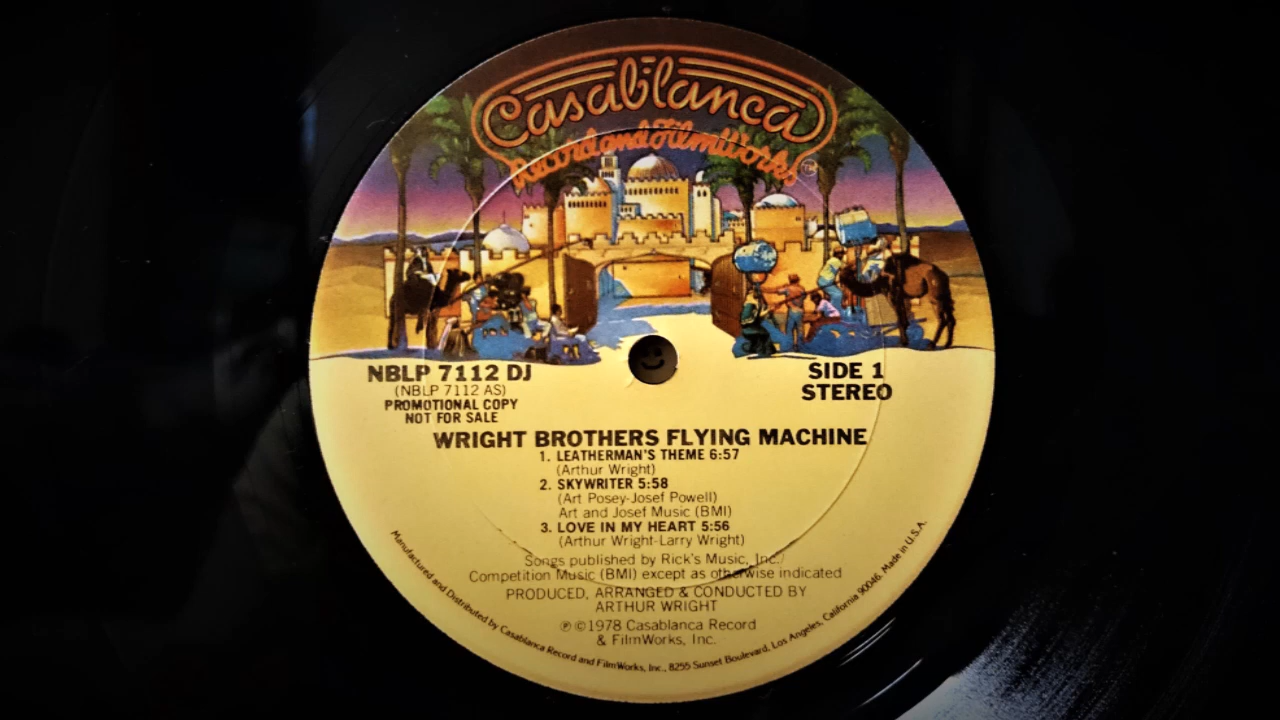 Casablanca
Record and FilmWorks ™
NBLP 7112 DJ
(NBLP 7112 AS)
PROMOTIONAL COPY
NOT FOR SALE
SIDE 1
STEREO
WRIGHT BROTHERS FLYING MACHINE
1. LEATHERMAN'S THEME 6:57
(Arthur Wright)
2. SKYWRITER 5:58
(Art Posey-Josef Powell)
Art and Josef Music (BMI)
3. LOVE IN MY HEART 5:56
(Arthur Wright-Larry Wright)
Songs published by Rick's Music, Inc./
Competition Music (BMI) except as otherwise indicated
PRODUCED, ARRANGED & CONDUCTED BY
ARTHUR WRIGHT
℗ © 1978 Casablanca Record
& FilmWorks, Inc.
Manufactured and Distributed by Casablanca Record and FilmWorks, Inc., 8255 Sunset Boulevard, Los Angeles, California 90046. Made in U.S.A.